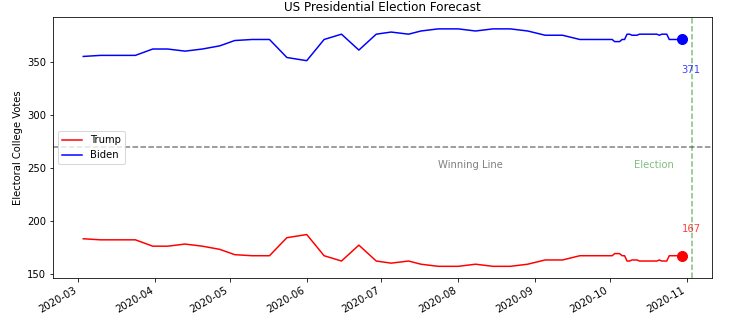 US Presidential Election Forecast
Electoral College Votes
350
300
250
200
150
371
Trump
Biden
Winning Line
Election
167
2020-03
2020-04
2020-05
2020-06
2020-07
2020-08
2020-09
2020-10
2020-11